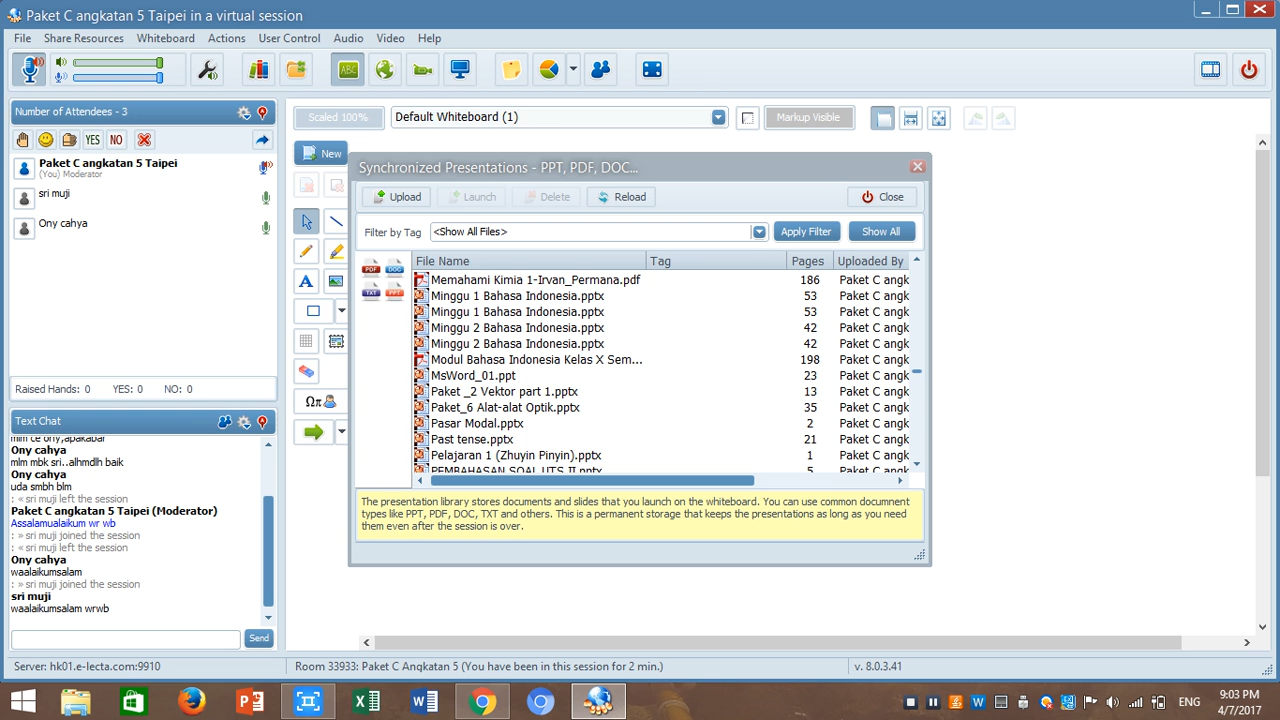 Paket C angkatan 5 Taipei in a virtual session
File Share Resources Whiteboard Actions User Control Audio Video Help
Number of Attendees - 3
YES NO
Paket C angkatan 5 Taipei
(You) Moderator
sri muji
Ony cahya
Raised Hands: 0 YES: 0 NO: 0
Text Chat
mlm ce ony,apakabar
Ony cahya
mlm mbk sri..alhmdlh baik
Ony cahya
uda smbh blm
: « sri muji left the session
Paket C angkatan 5 Taipei (Moderator)
Assalamualaikum wr wb
: » sri muji joined the session
: « sri muji left the session
Ony cahya
waalaikumsalam
: » sri muji joined the session
sri muji
waalaikumsalam wrwb
Send
Scaled 100% Default Whiteboard (1) Markup Visible
New
ABC
A
Ωπ
Synchronized Presentations - PPT, PDF, DOC...
Upload Launch Delete Reload Close
Filter by Tag <Show All Files> Apply Filter Show All
PDF DOC
TXT PPT
File Name Tag Pages Uploaded By
Memahami Kimia 1-Irvan_Permana.pdf 186 Paket C angk
Minggu 1 Bahasa Indonesia.pptx 53 Paket C angk
Minggu 1 Bahasa Indonesia.pptx 53 Paket C angk
Minggu 2 Bahasa Indonesia.pptx 42 Paket C angk
Minggu 2 Bahasa Indonesia.pptx 42 Paket C angk
Modul Bahasa Indonesia Kelas X Sem... 198 Paket C angk
MsWord_01.ppt 23 Paket C angk
Paket _2 Vektor part 1.pptx 13 Paket C angk
Paket_6 Alat-alat Optik.pptx 35 Paket C angk
Pasar Modal.pptx 2 Paket C angk
Past tense.pptx 21 Paket C angk
Pelajaran 1 (Zhuyin Pinyin).pptx 1 Paket C angk
PEMBAHASAN SOAL UTS II.pptx 5 Paket C angk
The presentation library stores documents and slides that you launch on the whiteboard. You can use common documnent
types like PPT, PDF, DOC, TXT and others. This is a permanent storage that keeps the presentations as long as you need
them even after the session is over.
Server: hk01.e-lecta.com:9910 Room 33933: Paket C Angkatan 5 (You have been in this session for 2 min.) v. 8.0.3.41
ENG
9:03 PM
4/7/2017